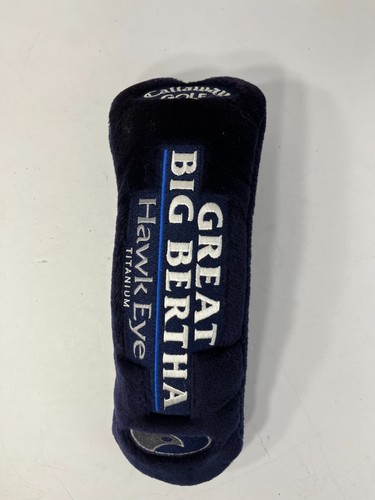 Callaway
GOLF
GREAT
BIG BERTHA
Hawk Eye
TITANIUM